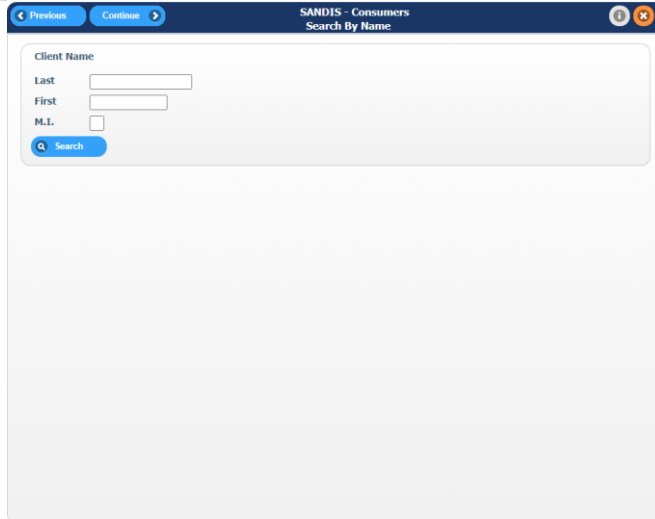 Previous
Continue
SANDIS - Consumers
Search By Name
Client Name
Last
First
M.I.
Search